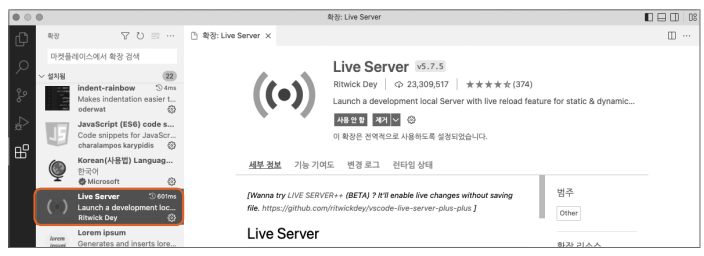 확장: Live Server
확장
마켓플레이스에서 확장 검색
설치됨 22
indent-rainbow 4ms
Makes indentation easier t...
oderwat
JavaScript (ES6) code s...
Code snippets for JavaScr...
charalampos karypidis
Korean(사용법) Languag...
한국어
Microsoft
Live Server 601ms
Launch a development loc...
Ritwick Dey
Lorem ipsum
Generates and inserts lore...
확장: Live Server
Live Server v5.7.5
Ritwick Dey 23,309,517 (374)
Launch a development local Server with live reload feature for static & dynamic...
사용 안 함 제거
이 확장은 전역적으로 사용하도록 설정되었습니다.
세부 정보 기능 기여도 변경 로그 런타임 상태
[Wanna try LIVE SERVER++ (BETA) ? It'll enable live changes without saving
file. https://github.com/ritwickdey/vscode-live-server-plus-plus ]
Live Server
범주
Other
확장 리소스